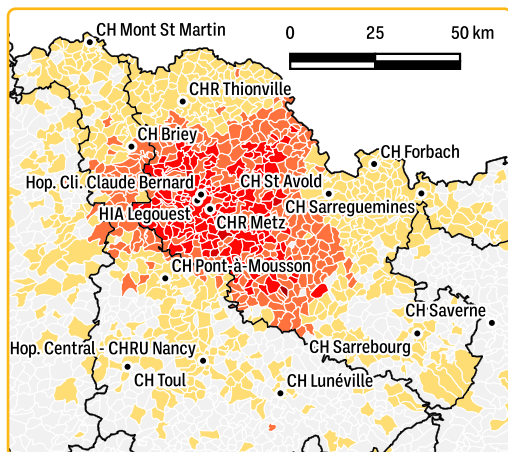 CH Mont St Martin
0 25 50 km
CHR Thionville
CH Briey
CH Forbach
Hop. Cli. Claude Bernard
CH St Avold
CH Sarreguemines
HIA Legouest
CHR Metz
CH Pont-à-Mousson
CH Saverne
Hop. Central - CHRU Nancy
CH Sarrebourg
CH Toul
CH Lunéville